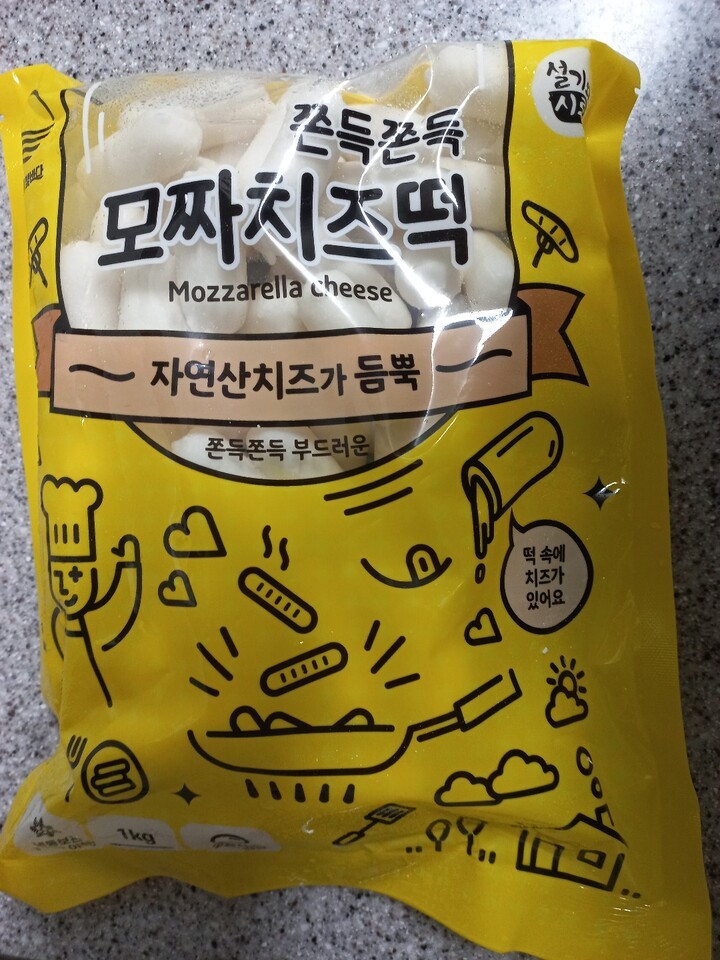 쫀득쫀득
모짜치즈떡
Mozzarella cheese
자연산치즈가 듬뿍
쫀득쫀득 부드러운
떡 속에
치즈가
있어요
1kg